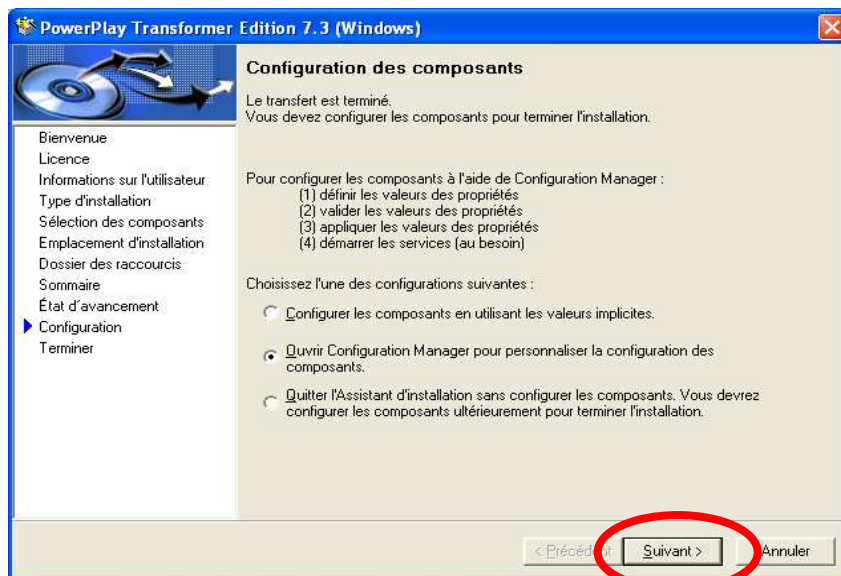 PowerPlay Transformer Edition 7.3 (Windows)
Bienvenue
Licence
Informations sur l'utilisateur
Type d'installation
Sélection des composants
Emplacement d'installation
Dossier des raccourcis
Sommaire
État d´avancement
Configuration
Terminer
Configuration des composants
Le transfert est terminé.
Vous devez configurer les composants pour terminer l'installation.
Pour configurer les composants à l'aide de Configuration Manager :
(1) définir les valeurs des propriétés
(2) valider les valeurs des propriétés
(3) appliquer les valeurs des propriétés
(4) démarrer les services (au besoin)
Choisissez l'une des configurations suivantes :
Configurer les composants en utilisant les valeurs implicites.
Ouvrir Configuration Manager pour personnaliser la configuration des
composants.
Quitter l'Assistant d'installation sans configurer les composants. Vous devrez
configurer les composants ultérieurement pour terminer l'installation.
< Précédent
Suivant >
Annuler